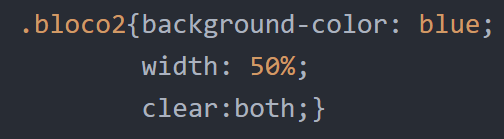 .bloco2{background-color: blue;
width: 50%;
clear:both;}